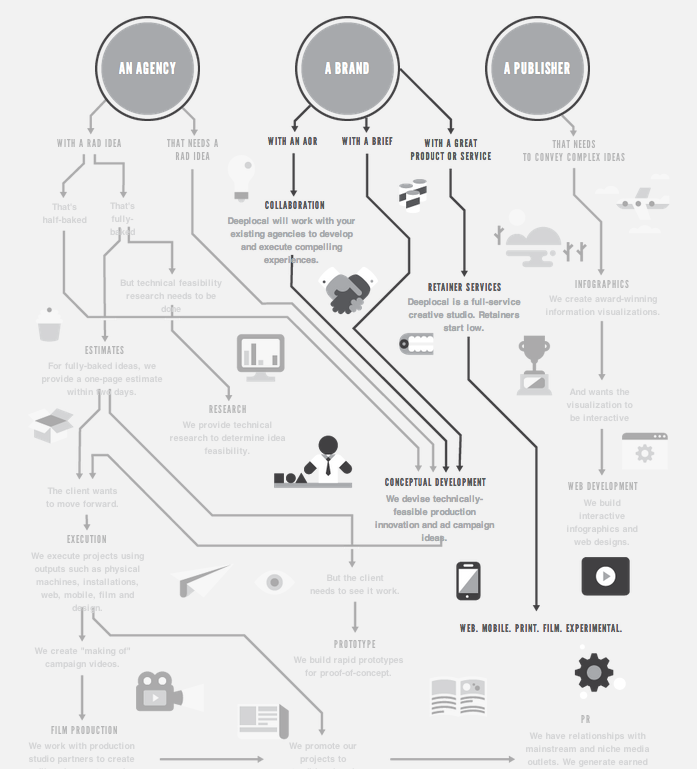 AN AGENCY
A BRAND
A PUBLISHER
WITH A RAD IDEA
THAT NEEDS A
RAD IDEA
WITH AN AOR
WITH A BRIEF
WITH A GREAT
PRODUCT OR SERVICE
THAT NEEDS
TO CONVEY COMPLEX IDEAS
That's
half-baked
That's
fully-
baked
COLLABORATION
Deeplocal will work with your
existing agencies to develop
and execute compelling
experiences.
But technical feasibility
research needs to be
done
RETAINER SERVICES
Deeplocal is a full-service
creative studio. Retainers
start low.
INFOGRAPHICS
We create award-winning
information visualizations.
ESTIMATES
For fully-baked ideas, we
provide a one-page estimate
within two days.
RESEARCH
We provide technical
research to determine idea
feasibility.
And wants the
visualization to
be interactive
CONCEPTUAL DEVELOPMENT
We devise technically-
feasible production
innovation and ad campaign
ideas.
WEB DEVELOPMENT
We build
interactive
infographics and
web designs.
The client wants
to move forward.
EXECUTION
We execute projects using
outputs such as physical
machines, installations,
web, mobile, film and
design.
But the client
needs to see it work.
WEB. MOBILE. PRINT. FILM. EXPERIMENTAL.
PROTOTYPE
We build rapid prototypes
for proof-of-concept.
We create "making of"
campaign videos.
FILM PRODUCTION
We work with production
studio partners to create
We promote our
projects to
PR
We have relationships with
mainstream and niche media
outlets. We generate earned